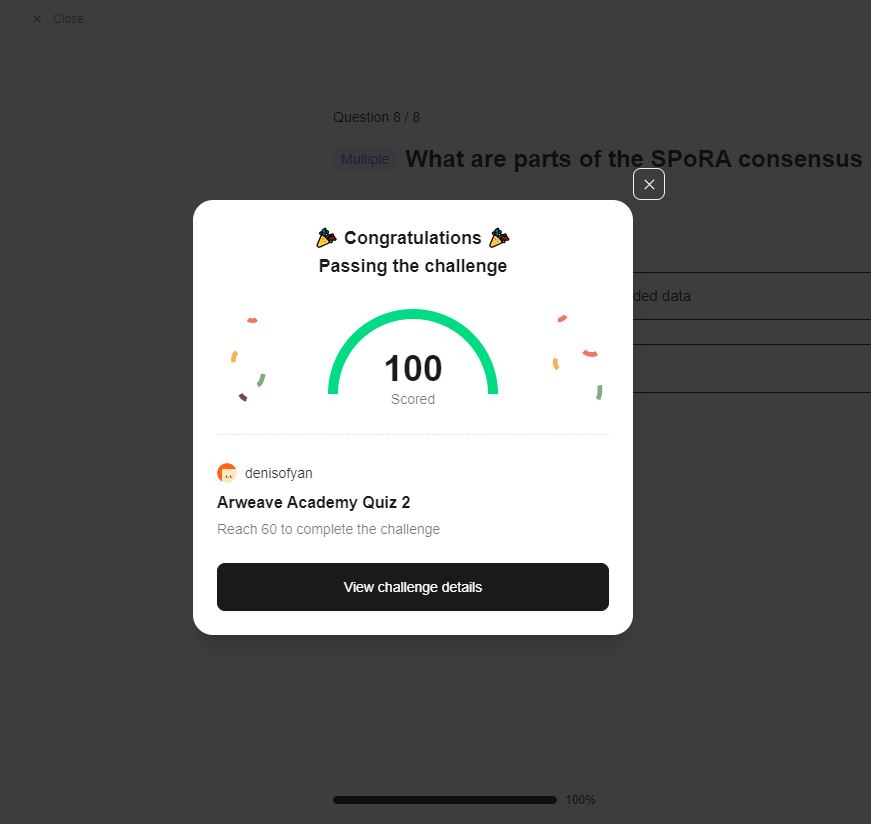 Close
Question 8 / 8
Multiple What are parts of the SPoRA consensus
Congratulations
Passing the challenge
ded data
100
Scored
denisofyan
Arweave Academy Quiz 2
Reach 60 to complete the challenge
View challenge details
100%